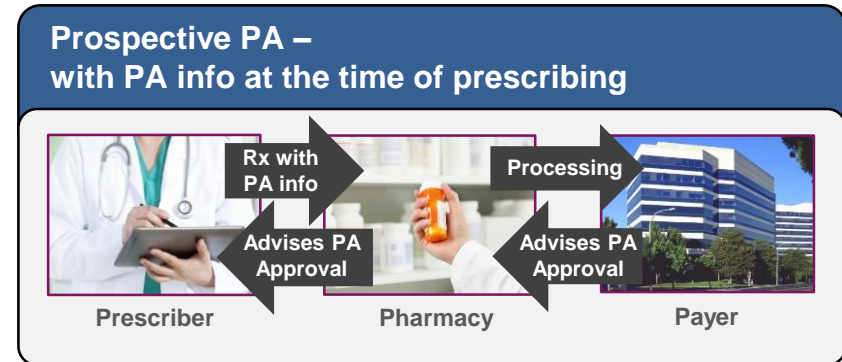 Prospective PA –
with PA info at the time of prescribing
Rx with
PA info
Processing
Advises PA
Approval
Advises PA
Approval
Prescriber
Pharmacy
Payer